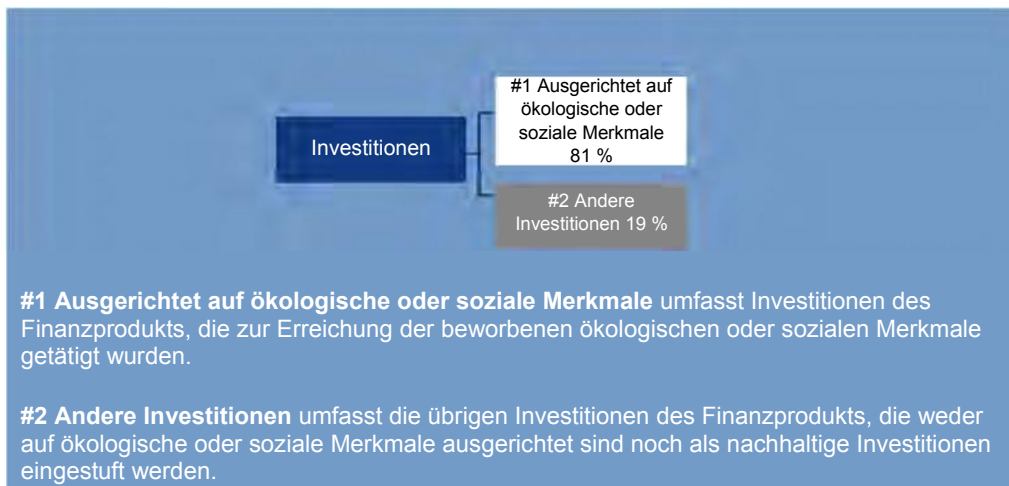 #1 Ausgerichtet auf
ökologische oder
soziale Merkmale
81 %
Investitionen
#2 Andere
Investitionen 19 %
#1 Ausgerichtet auf ökologische oder soziale Merkmale umfasst Investitionen des
Finanzprodukts, die zur Erreichung der beworbenen ökologischen oder sozialen Merkmale
getätigt wurden.
#2 Andere Investitionen umfasst die übrigen Investitionen des Finanzprodukts, die weder
auf ökologische oder soziale Merkmale ausgerichtet sind noch als nachhaltige Investitionen
eingestuft werden.